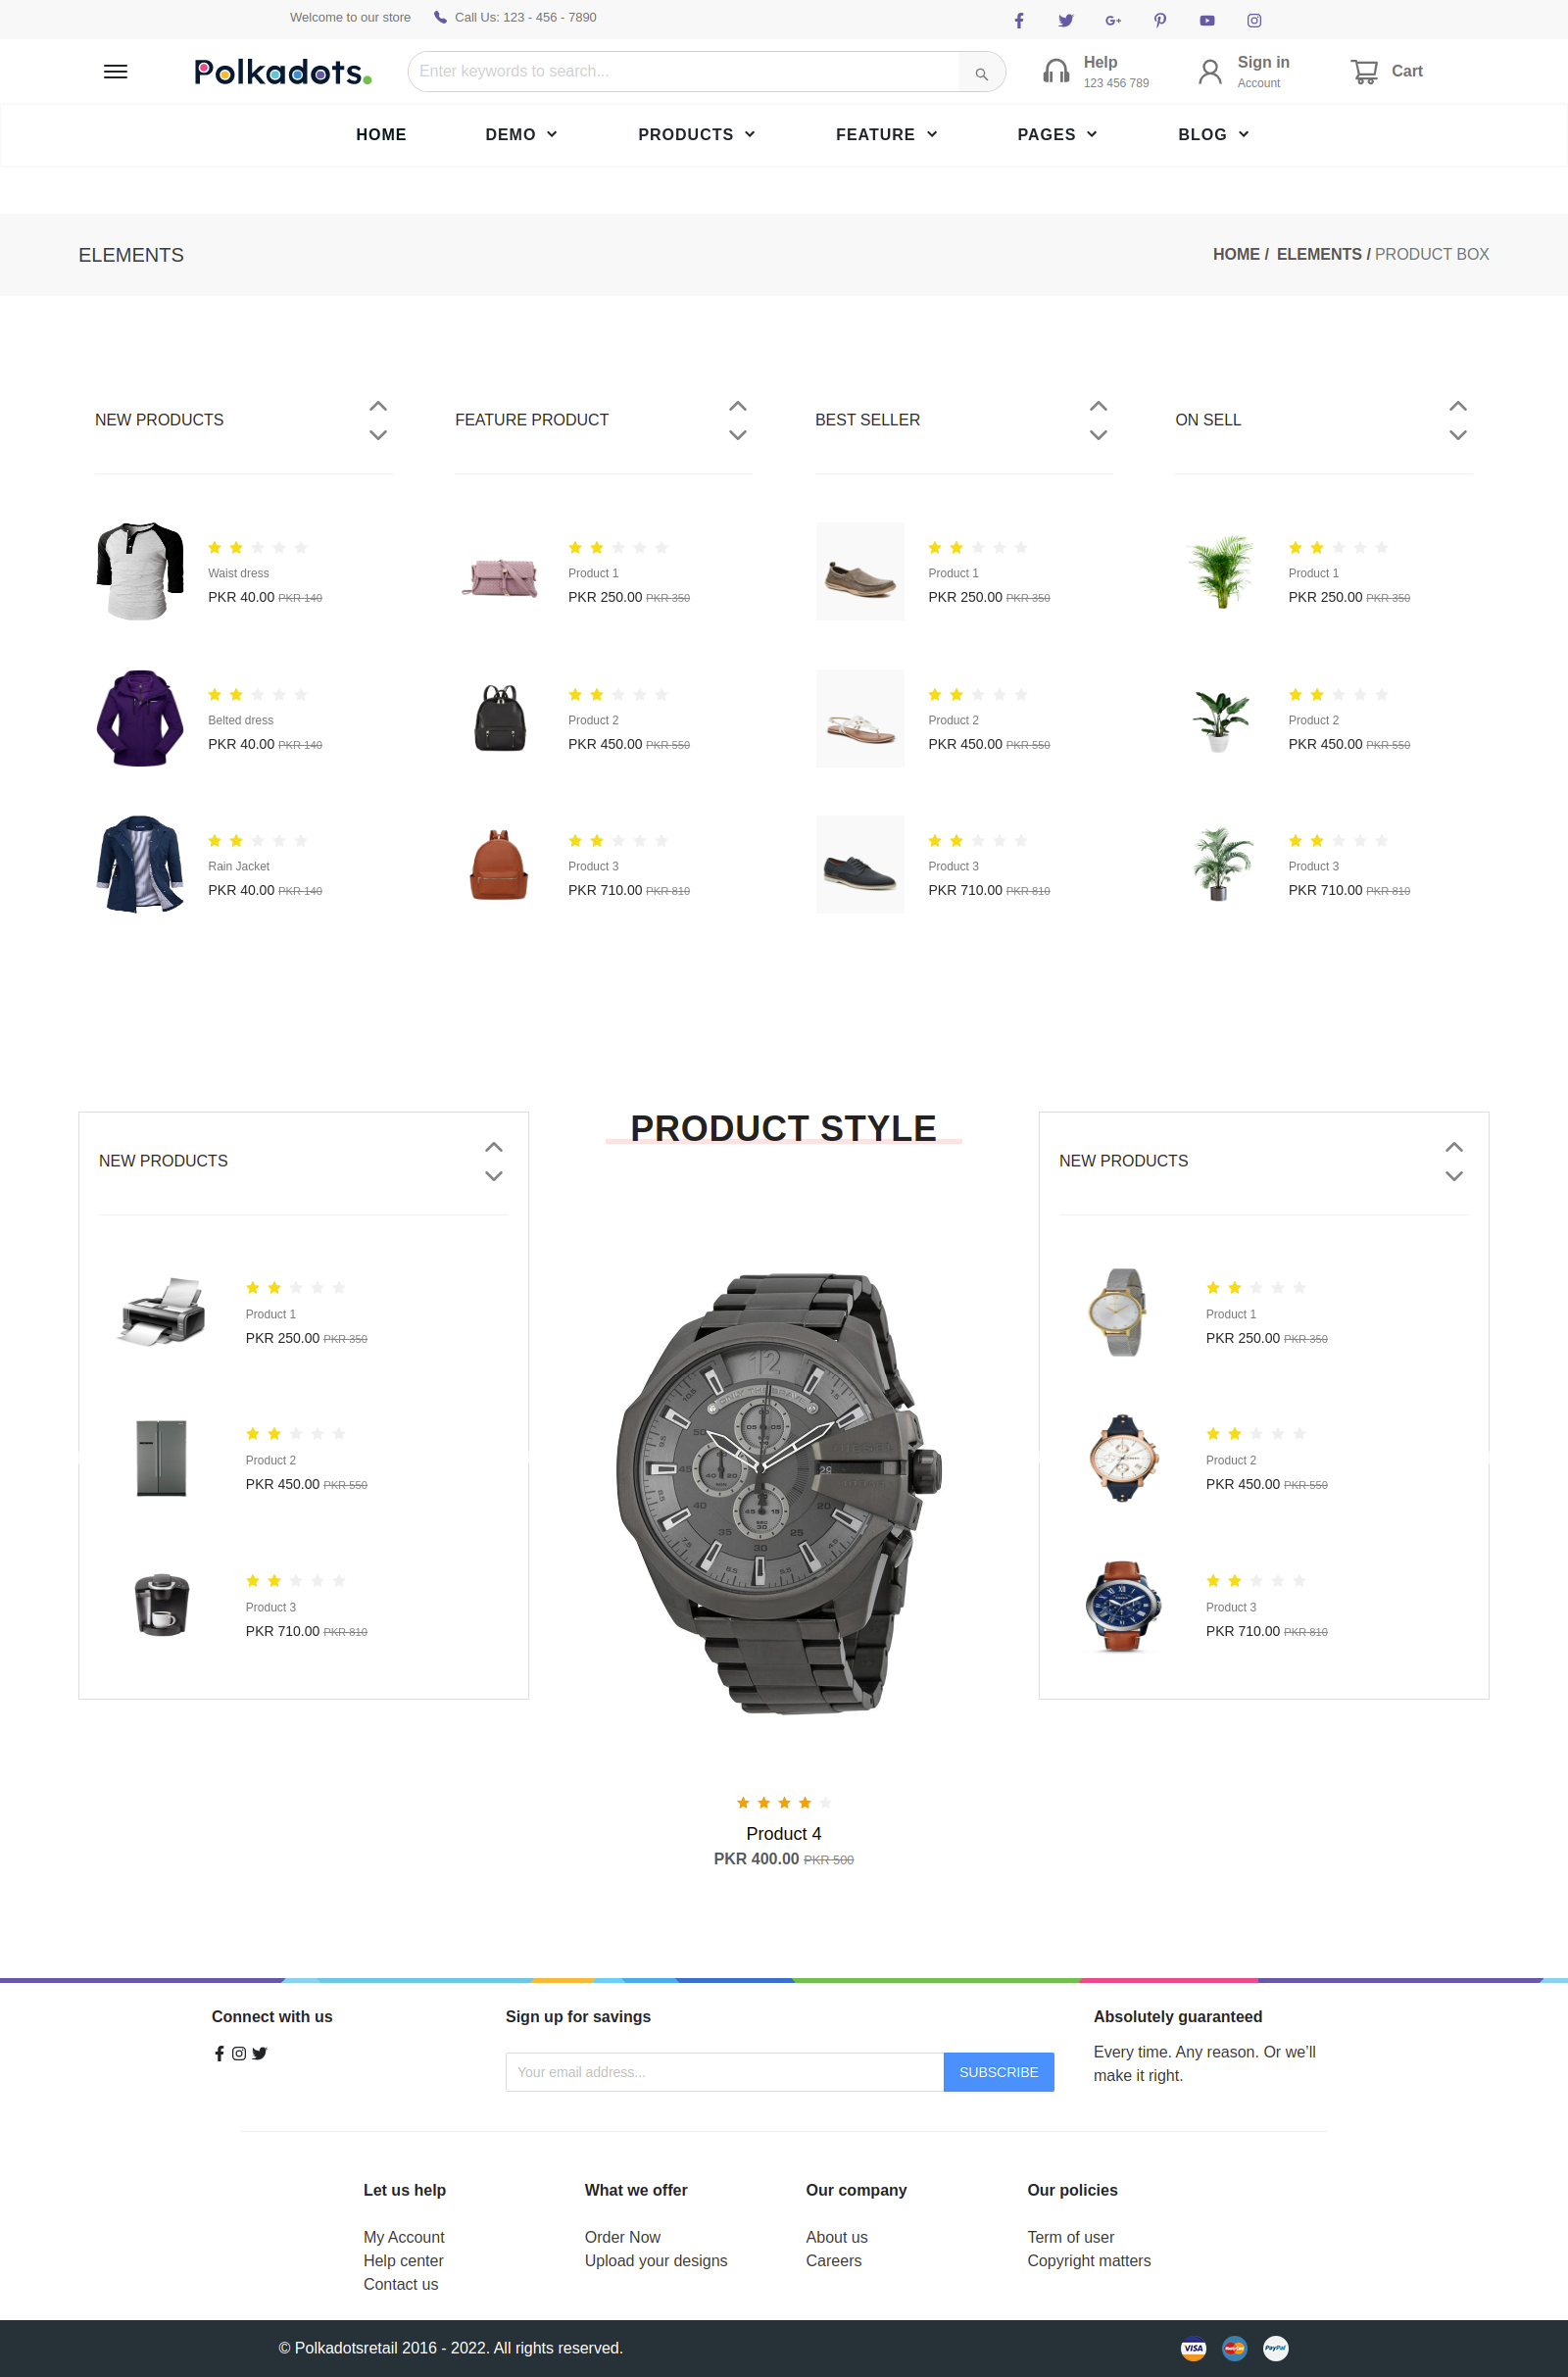 Welcome to our store
Call Us: 123 - 456 - 7890
Polkadots.
Enter keywords to search...
Help
123 456 789
Sign in
Account
Cart
HOME
DEMO
PRODUCTS
FEATURE
PAGES
BLOG
ELEMENTS
HOME / ELEMENTS / PRODUCT BOX
NEW PRODUCTS
Waist dress
PKR 40.00 PKR 140
Belted dress
PKR 40.00 PKR 140
Rain Jacket
PKR 40.00 PKR 140
FEATURE PRODUCT
Product 1
PKR 250.00 PKR 350
Product 2
PKR 450.00 PKR 550
Product 3
PKR 710.00 PKR 810
BEST SELLER
Product 1
PKR 250.00 PKR 350
Product 2
PKR 450.00 PKR 550
Product 3
PKR 710.00 PKR 810
ON SELL
Product 1
PKR 250.00 PKR 350
Product 2
PKR 450.00 PKR 550
Product 3
PKR 710.00 PKR 810
NEW PRODUCTS
Product 1
PKR 250.00 PKR 350
Product 2
PKR 450.00 PKR 550
Product 3
PKR 710.00 PKR 810
PRODUCT STYLE
12
ONLY THE BRAVE
DIESEL
Product 4
PKR 400.00 PKR 500
NEW PRODUCTS
Product 1
PKR 250.00 PKR 350
Product 2
PKR 450.00 PKR 550
Product 3
PKR 710.00 PKR 810
Connect with us
Sign up for savings
Your email address...
SUBSCRIBE
Absolutely guaranteed
Every time. Any reason. Or we’ll
make it right.
Let us help
My Account
Help center
Contact us
What we offer
Order Now
Upload your designs
Our company
About us
Careers
Our policies
Term of user
Copyright matters
© Polkadotsretail 2016 - 2022. All rights reserved.
VISA
MasterCard
PayPal